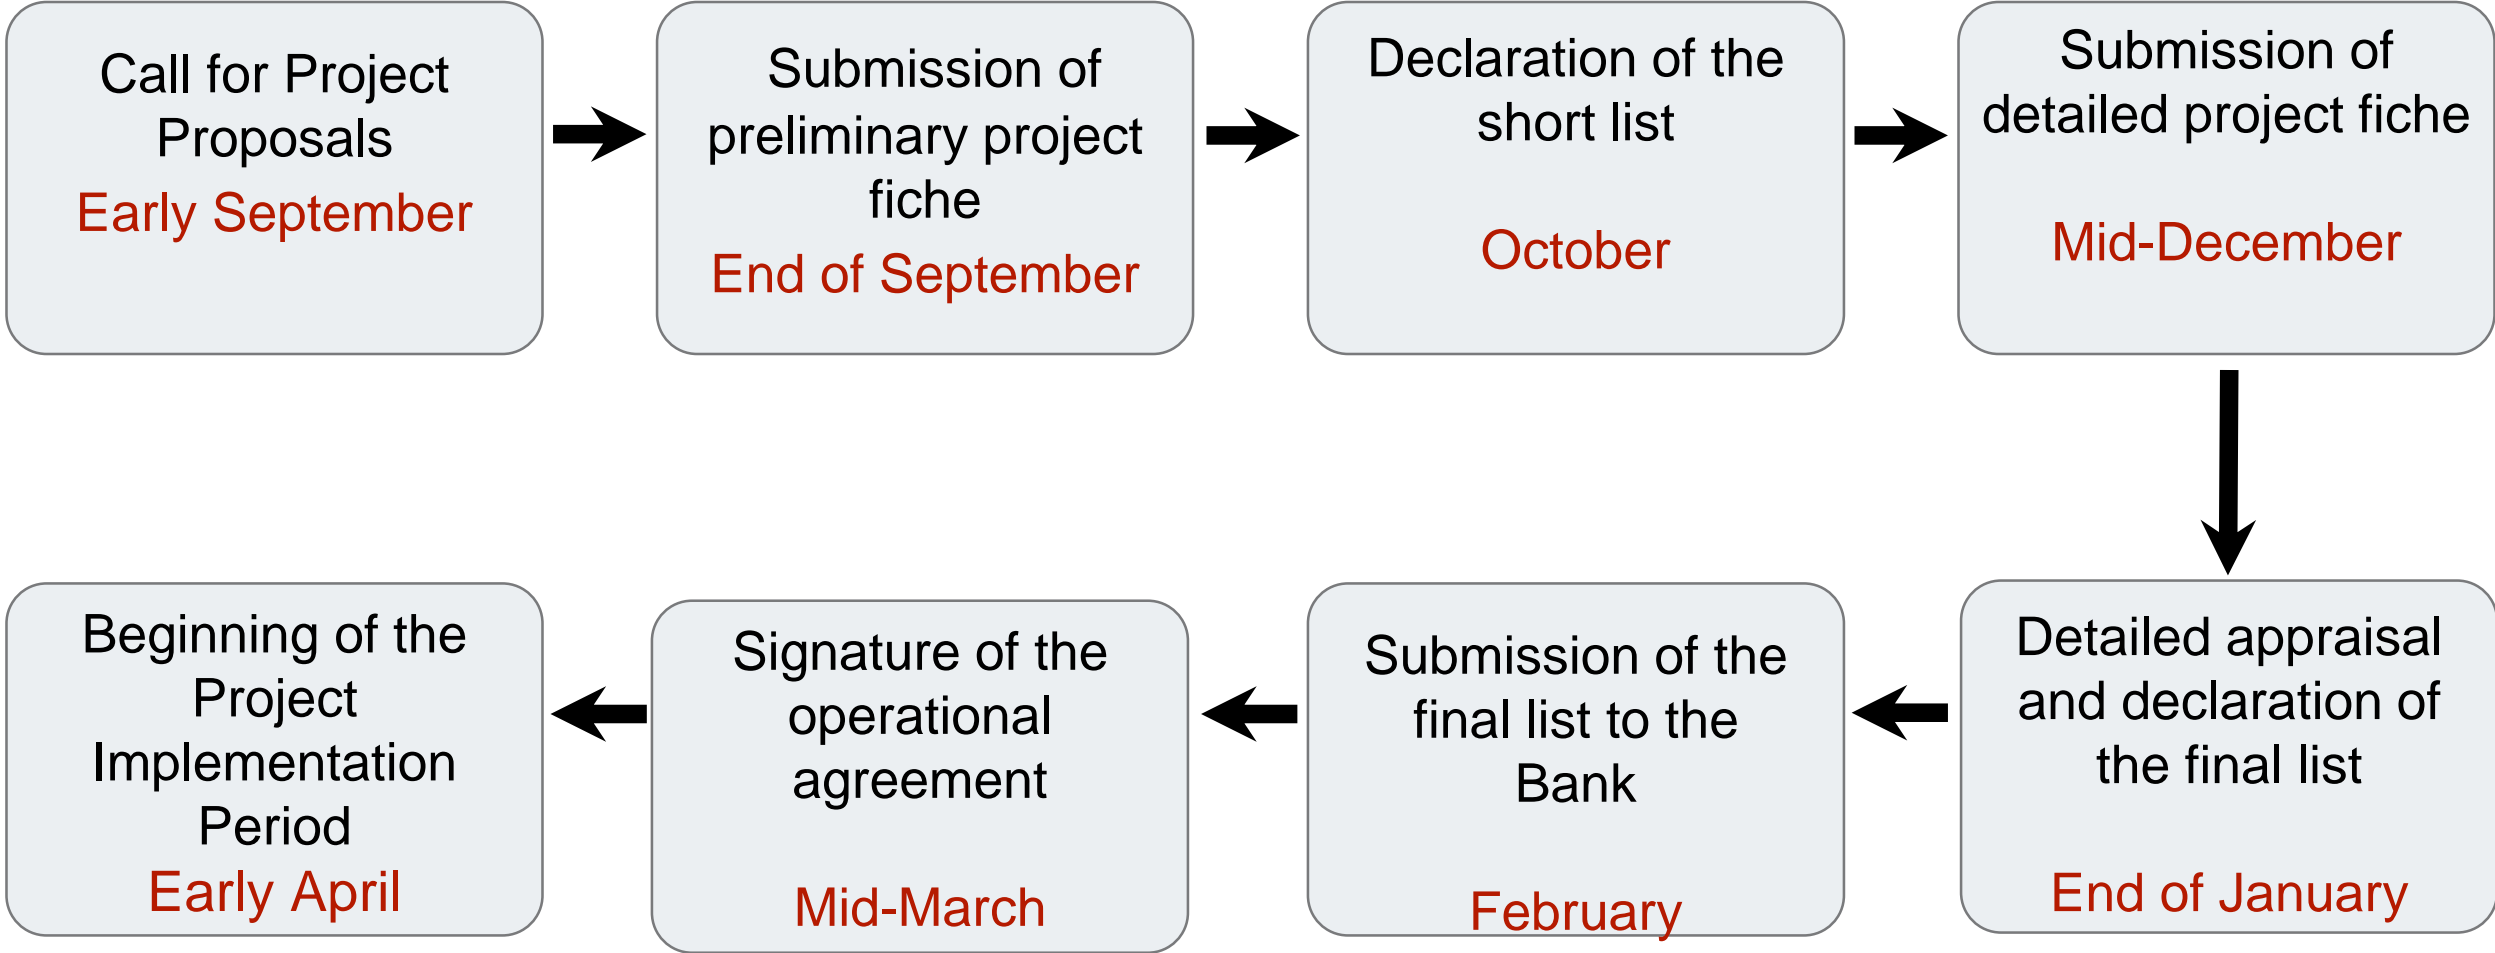 Call for Project
Proposals
Early September
Submission of
preliminary project
fiche
End of September
Declaration of the
short list
October
Submission of
detailed project fiche
Mid-December
Detailed appraisal
and declaration of
the final list
End of January
Submission of the
final list to the
Bank
February
Signature of the
operational
agreement
Mid-March
Beginning of the
Project
Implementation
Period
Early April